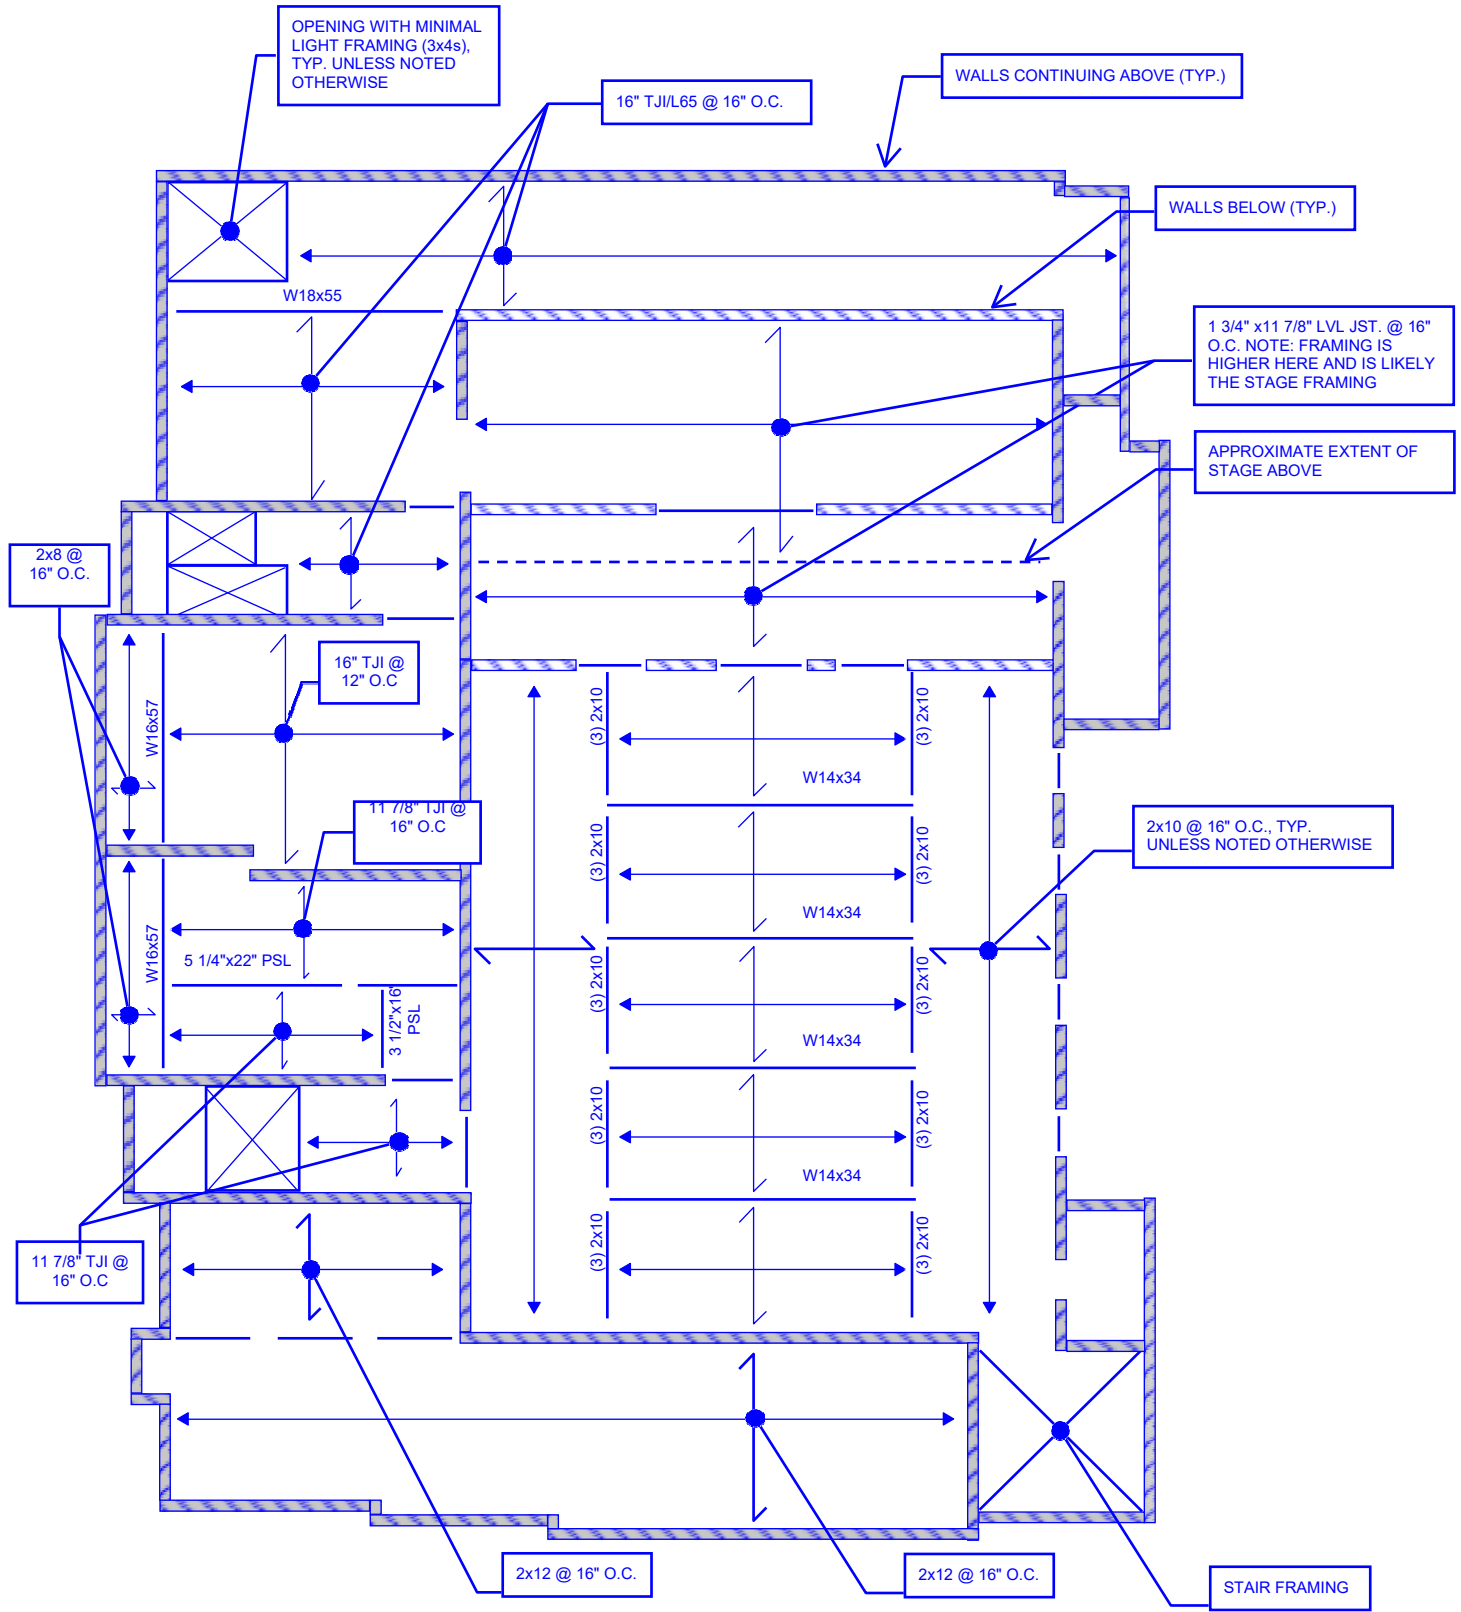 OPENING WITH MINIMAL
LIGHT FRAMING (3x4s),
TYP. UNLESS NOTED
OTHERWISE
WALLS CONTINUING ABOVE (TYP.)
16" TJI/L65 @ 16" O.C.
WALLS BELOW (TYP.)
W18x55
1 3/4" x11 7/8" LVL JST. @ 16"
O.C. NOTE: FRAMING IS
HIGHER HERE AND IS LIKELY
THE STAGE FRAMING
APPROXIMATE EXTENT OF
STAGE ABOVE
2x8 @
16" O.C.
16" TJI @
12" O.C
W16x57
(3) 2x10
(3) 2x10
W14x34
11 7/8" TJI @
16" O.C
2x10 @ 16" O.C., TYP.
UNLESS NOTED OTHERWISE
(3) 2x10
(3) 2x10
W14x34
W16x57
5 1/4"x22" PSL
3 1/2"x16"
PSL
(3) 2x10
(3) 2x10
W14x34
(3) 2x10
(3) 2x10
W14x34
(3) 2x10
(3) 2x10
11 7/8" TJI @
16" O.C
2x12 @ 16" O.C.
2x12 @ 16" O.C.
STAIR FRAMING